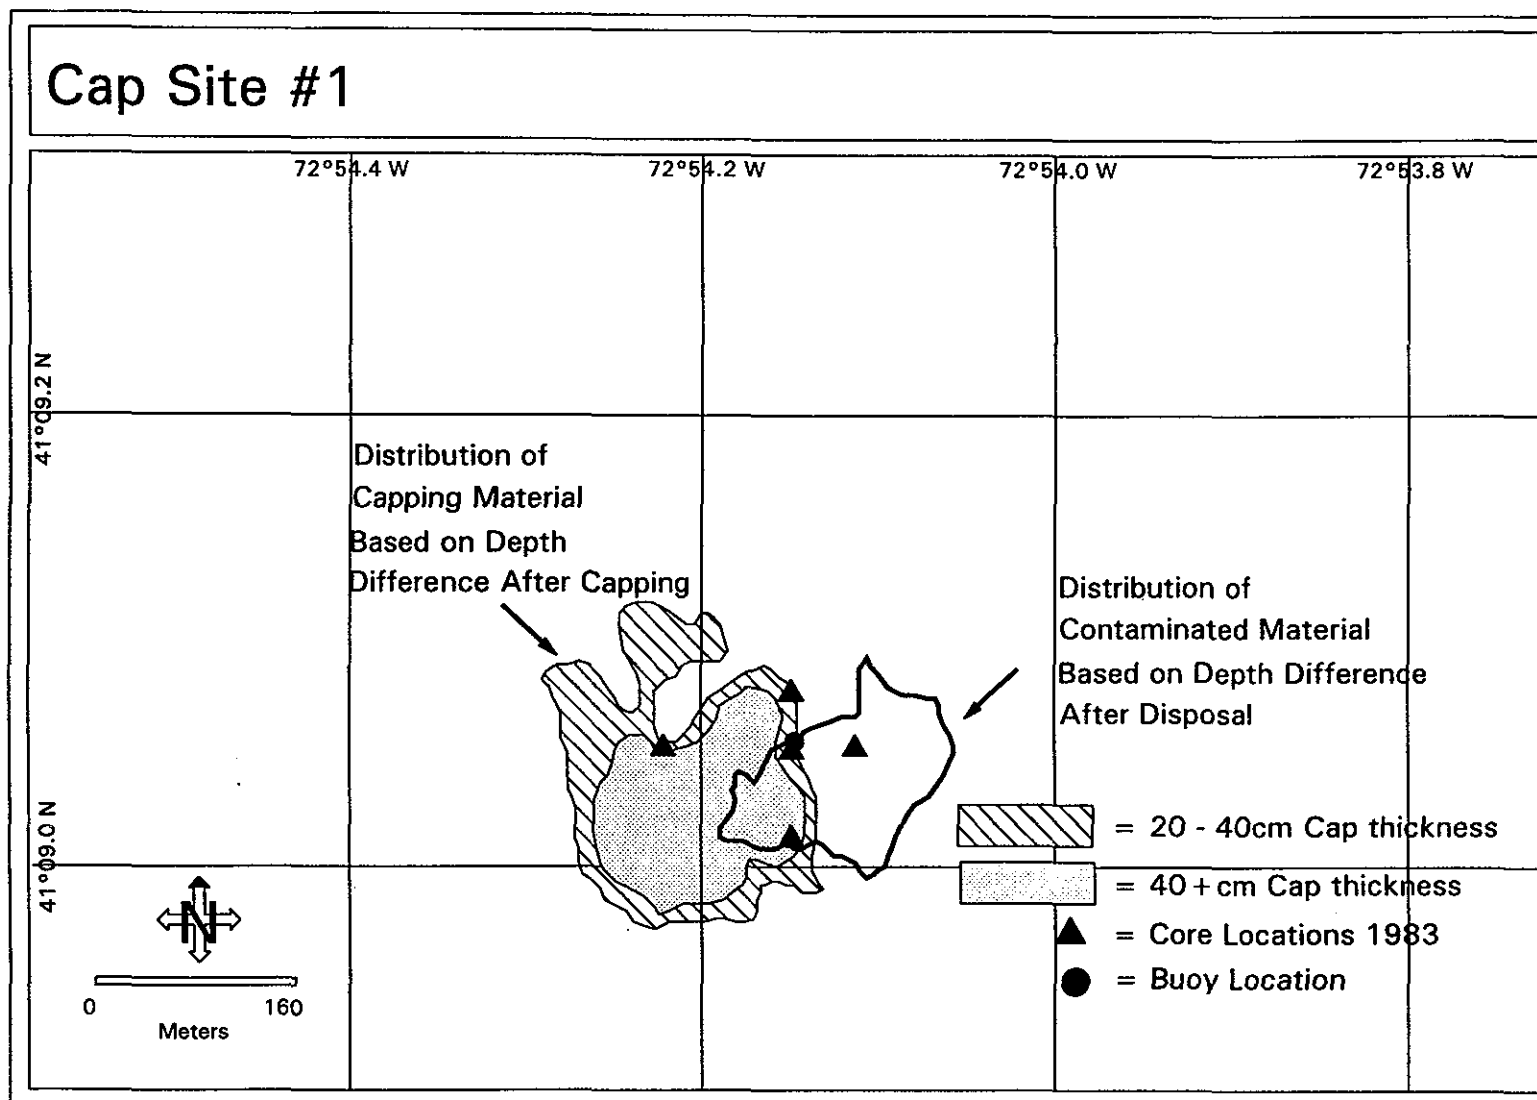 Cap Site #1
72°54.4 W
72°54.2 W
72°54.0 W
72°53.8 W
41°09.2 N
Distribution of
Capping Material
Based on Depth
Difference After Capping
Distribution of
Contaminated Material
Based on Depth Difference
After Disposal
41°09.0 N
= 20 - 40cm Cap thickness
= 40+cm Cap thickness
= Core Locations 1983
= Buoy Location
N
0 160
Meters